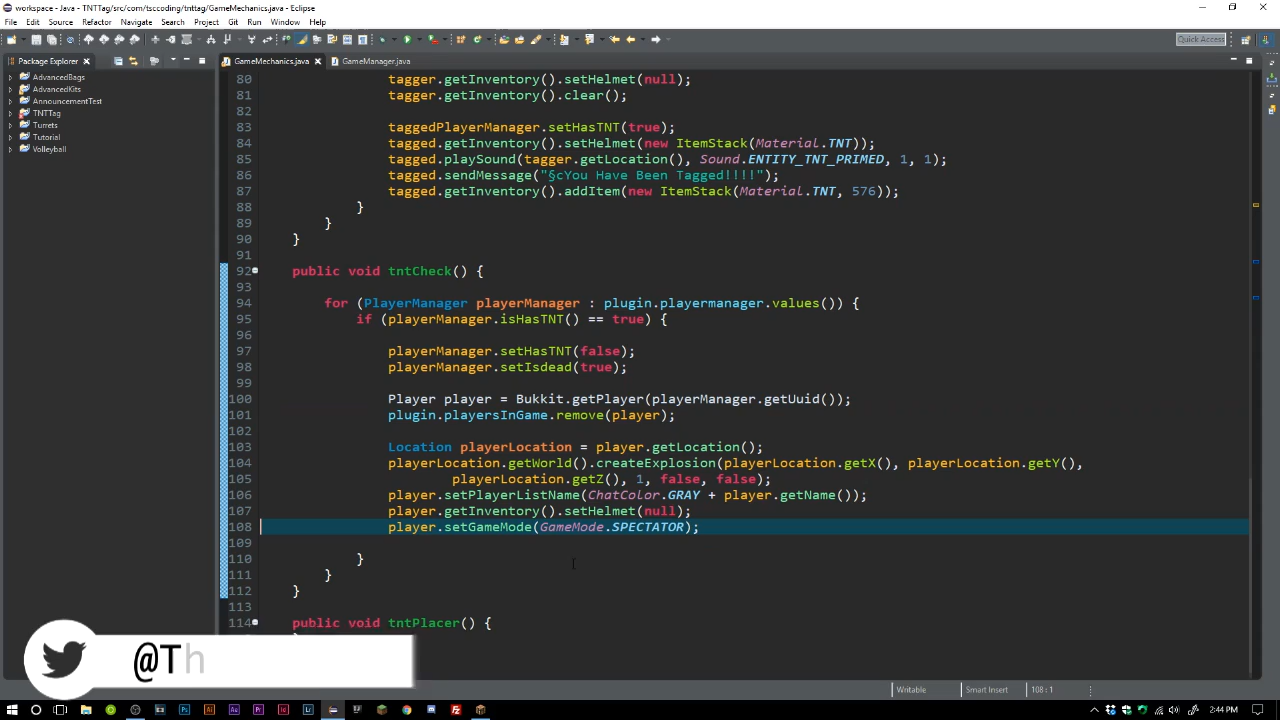 workspace - Java - TNTTag/src/com/tsccoding/tnttag/GameMechanics.java - Eclipse
File Edit Source Refactor Navigate Search Project Git Run Window Help
Quick Access
Package Explorer
GameMechanics.java
GameManager.java
AdvancedBags
AdvancedKits
AnnouncementTest
TNTTag
Turrets
Tutorial
Volleyball
80 tagger.getInventory().setHelmet(null);
81 tagger.getInventory().clear();
82
83 taggedPlayerManager.setHasTNT(true);
84 tagged.getInventory().setHelmet(new ItemStack(Material.TNT));
85 tagged.playSound(tagger.getLocation(), Sound.ENTITY_TNT_PRIMED, 1, 1);
86 tagged.sendMessage("§cYou Have Been Tagged!!!!");
87 tagged.getInventory().addItem(new ItemStack(Material.TNT, 576));
88 }
89 }
90 }
91
92 public void tntCheck() {
93
94 for (PlayerManager playerManager : plugin.playermanager.values()) {
95 if (playerManager.isHasTNT() == true) {
96
97 playerManager.setHasTNT(false);
98 playerManager.setIsdead(true);
99
100 Player player = Bukkit.getPlayer(playerManager.getUuid());
101 plugin.playersInGame.remove(player);
102
103 Location playerLocation = player.getLocation();
104 playerLocation.getWorld().createExplosion(playerLocation.getX(), playerLocation.getY(),
105 playerLocation.getZ(), 1, false, false);
106 player.setPlayerListName(ChatColor.GRAY + player.getName());
107 player.getInventory().setHelmet(null);
108 player.setGameMode(GameMode.SPECTATOR);
109
110 }
111 }
112 }
113
114 public void tntPlacer() {
@Th
Writable Smart Insert 108 : 1
2:44 PM